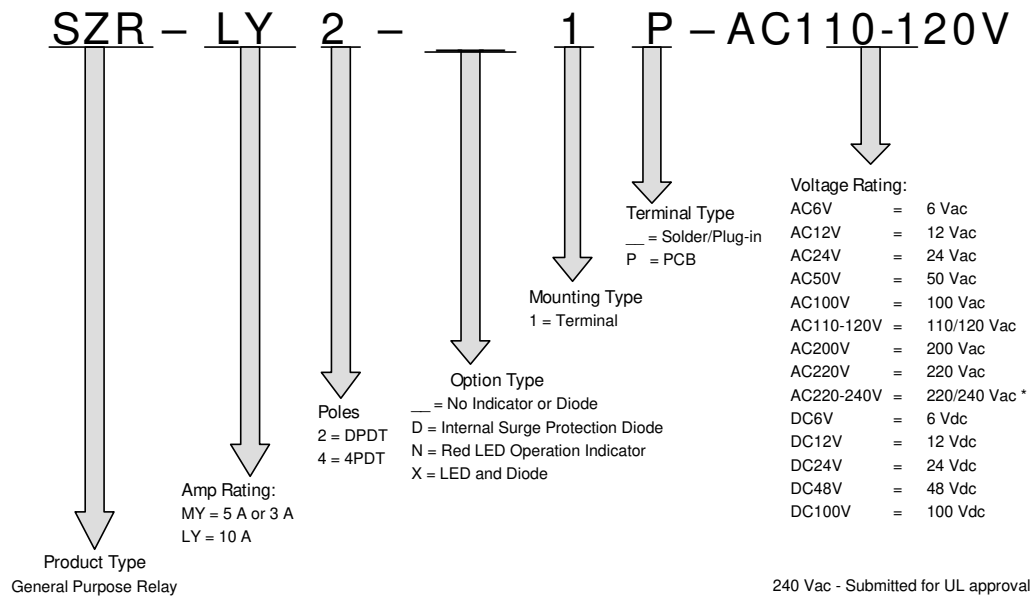 SZR – LY 2 – __ 1 P – AC110-120V
Voltage Rating:
AC6V = 6 Vac
AC12V = 12 Vac
AC24V = 24 Vac
AC50V = 50 Vac
AC100V = 100 Vac
AC110-120V = 110/120 Vac
AC200V = 200 Vac
AC220V = 220 Vac
AC220-240V = 220/240 Vac *
DC6V = 6 Vdc
DC12V = 12 Vdc
DC24V = 24 Vdc
DC48V = 48 Vdc
DC100V = 100 Vdc
Terminal Type
__ = Solder/Plug-in
P = PCB
Mounting Type
1 = Terminal
Option Type
__ = No Indicator or Diode
D = Internal Surge Protection Diode
N = Red LED Operation Indicator
X = LED and Diode
Poles
2 = DPDT
4 = 4PDT
Amp Rating:
MY = 5 A or 3 A
LY = 10 A
Product Type
General Purpose Relay
240 Vac - Submitted for UL approval